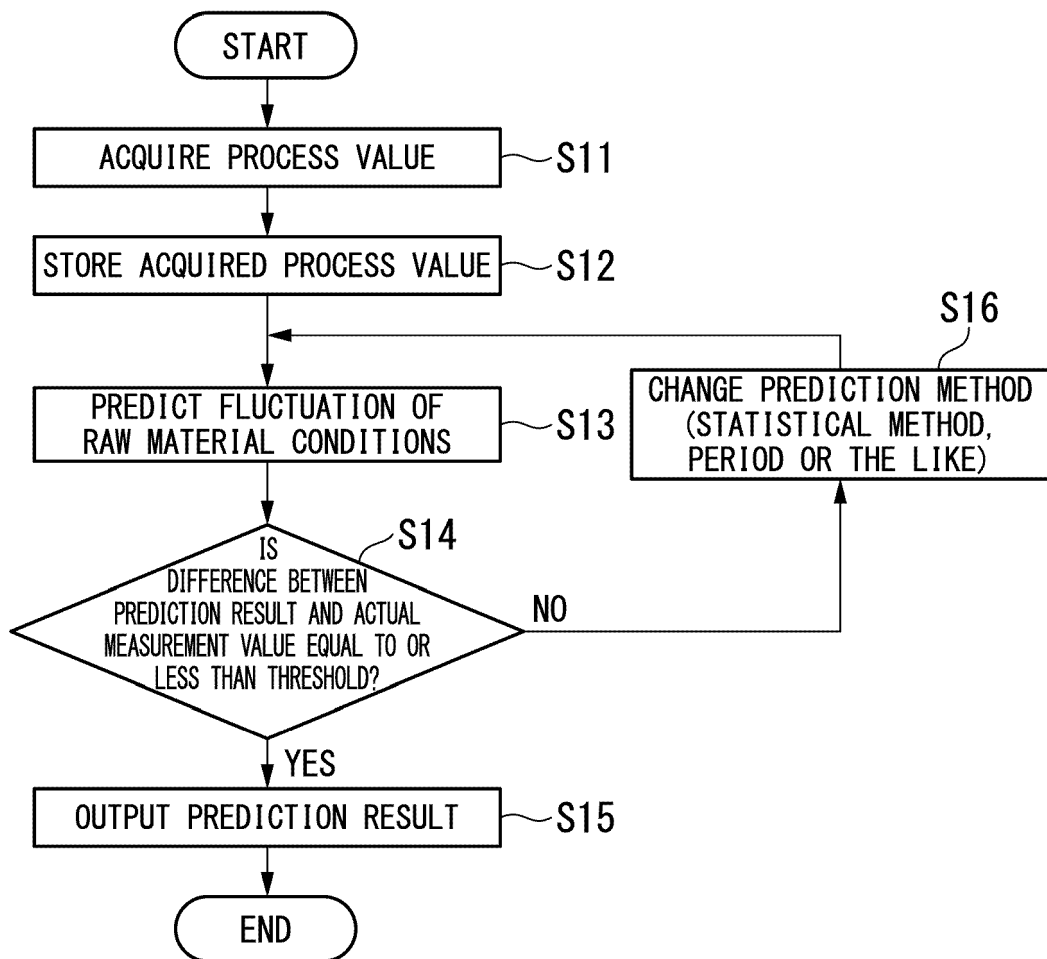 START
ACQUIRE PROCESS VALUE
S11
STORE ACQUIRED PROCESS VALUE
S12
PREDICT FLUCTUATION OF
RAW MATERIAL CONDITIONS
S13
S14
IS
DIFFERENCE BETWEEN
PREDICTION RESULT AND ACTUAL
MEASUREMENT VALUE EQUAL TO OR
LESS THAN THRESHOLD?
NO
S16
CHANGE PREDICTION METHOD
(STATISTICAL METHOD,
PERIOD OR THE LIKE)
YES
OUTPUT PREDICTION RESULT
S15
END